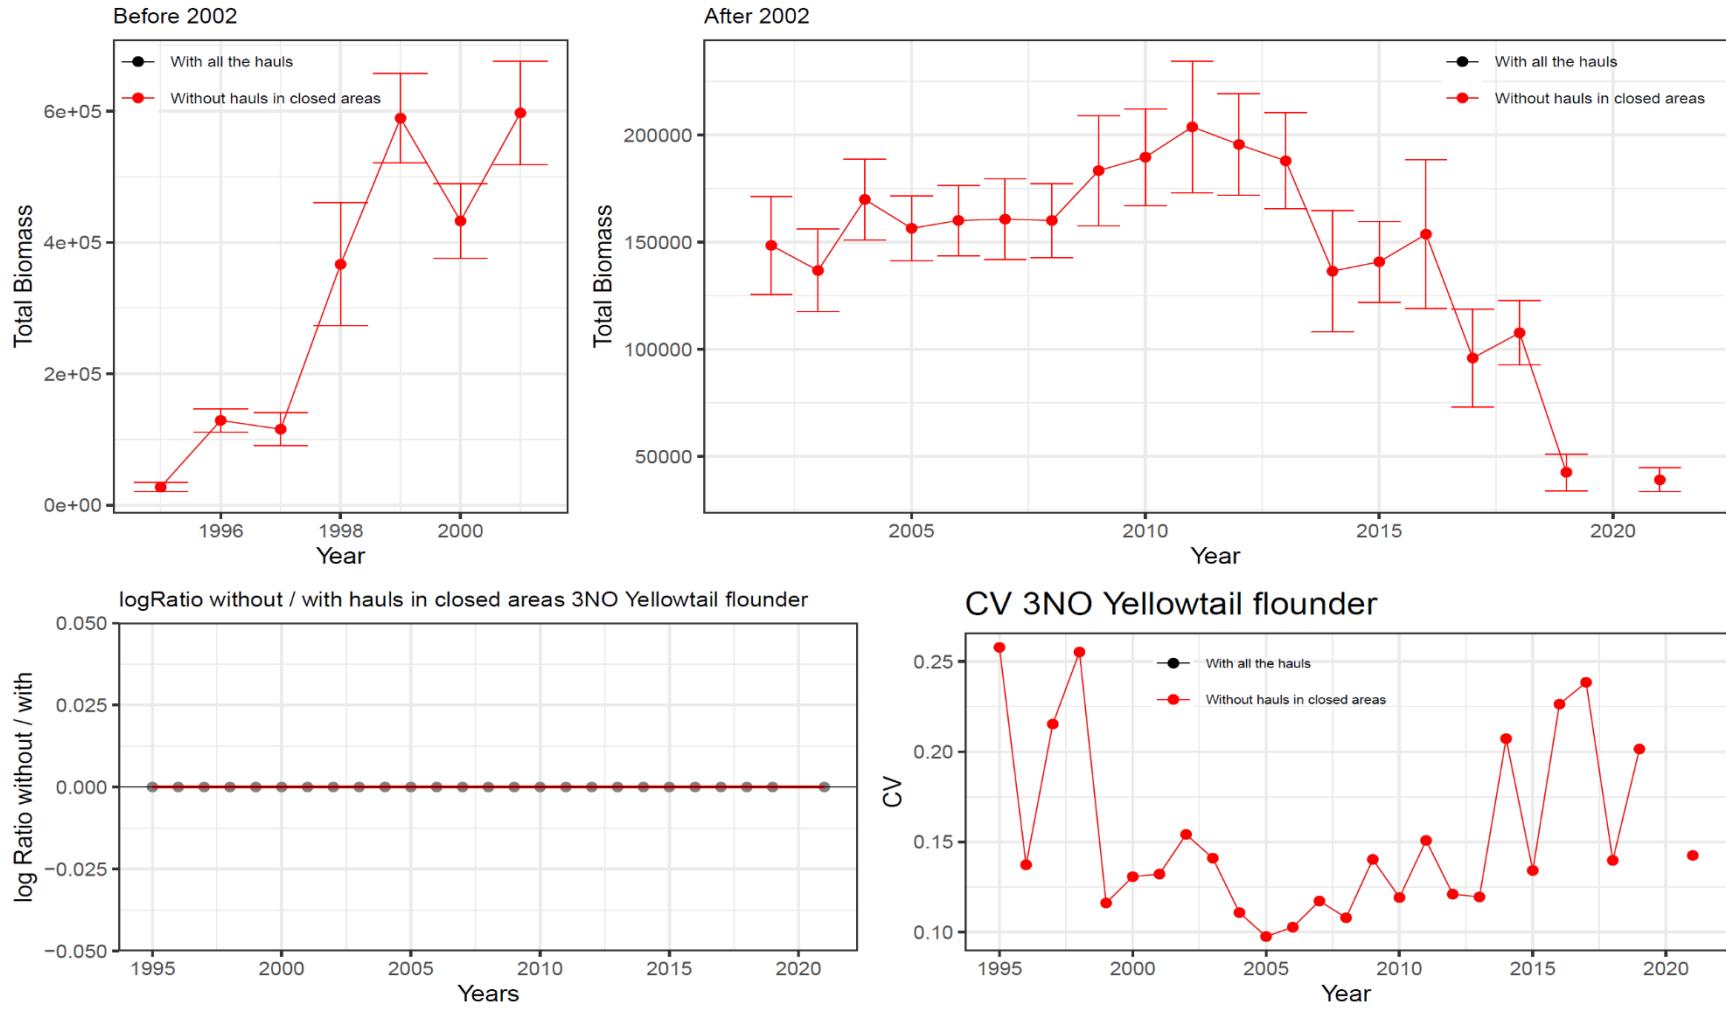 Before 2002
With all the hauls
Without hauls in closed areas
6e+05
4e+05
2e+05
0e+00
Total Biomass
1996
1998
2000
Year
After 2002
With all the hauls
Without hauls in closed areas
200000
150000
100000
50000
Total Biomass
2005
2010
2015
2020
Year
logRatio without / with hauls in closed areas 3NO Yellowtail flounder
0.050
0.025
0.000
−0.025
−0.050
log Ratio without / with
1995
2000
2005
2010
2015
2020
Years
CV 3NO Yellowtail flounder
With all the hauls
Without hauls in closed areas
0.25
0.20
0.15
0.10
CV
1995
2000
2005
2010
2015
2020
Year